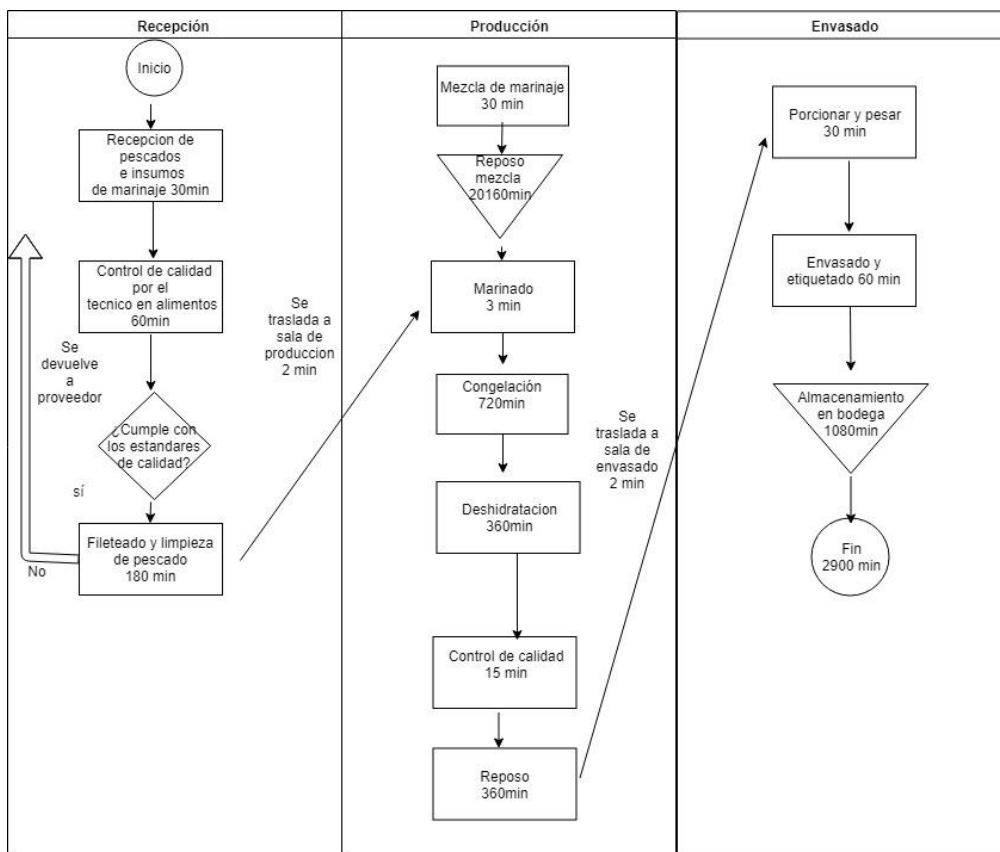 Recepción
Inicio
Recepcion de
pescados
e insumos
de marinaje 30min
Control de calidad
por el
tecnico en alimentos
60min
Se
devuelve
a
proveedor
¿Cumple con
los estandares
de calidad?
sí
Fileteado y limpieza
de pescado
180 min
No
Se
traslada a
sala de
produccion
2 min
Producción
Mezcla de marinaje
30 min
Reposo
mezcla
20160min
Marinado
3 min
Congelación
720min
Deshidratacion
360min
Control de calidad
15 min
Reposo
360min
Se
traslada a
sala de
envasado
2 min
Envasado
Porcionar y pesar
30 min
Envasado y
etiquetado 60 min
Almacenamiento
en bodega
1080min
Fin
2900 min